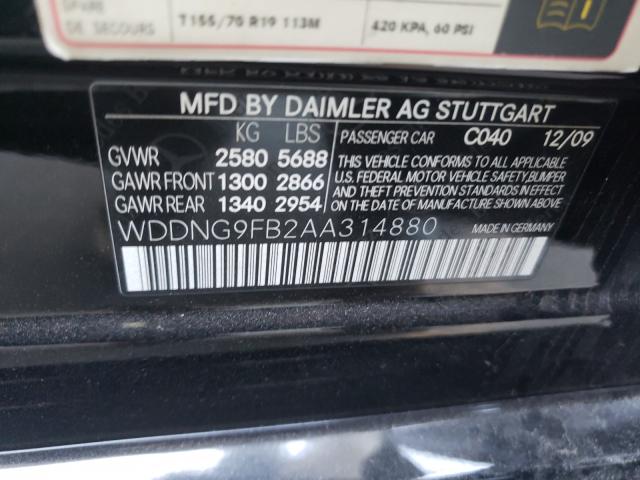 SPARE
DE SECOURS T155/70 R19 113M 420 KPA, 60 PSI
MFD BY DAIMLER AG STUTTGART
KG LBS PASSENGER CAR C040 12/09
GVWR 2580 5688
GAWR FRONT 1300 2866
GAWR REAR 1340 2954
THIS VEHICLE CONFORMS TO ALL APPLICABLE
U.S. FEDERAL MOTOR VEHICLE SAFETY, BUMPER
AND THEFT PREVENTION STANDARDS IN EFFECT
ON THE DATE OF MANUFACTURE SHOWN ABOVE
WDDNG9FB2AA314880
MADE IN GERMANY